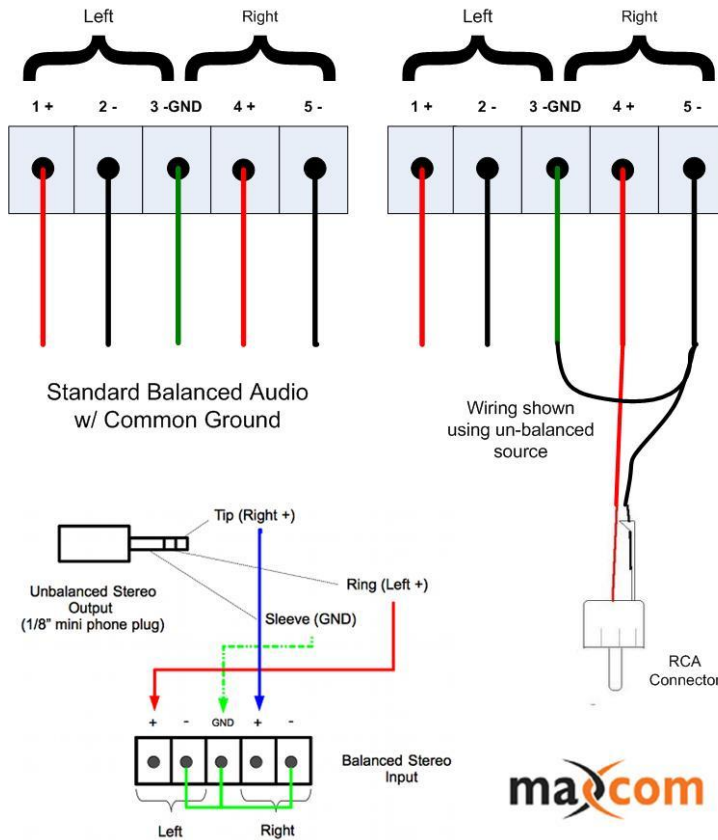 Left
Right
1 +
2 -
3 -GND
4 +
5 -
Left
Right
1 +
2 -
3 -GND
4 +
5 -
Standard Balanced Audio
w/ Common Ground
Wiring shown
using un-balanced
source
Tip (Right +)
Unbalanced Stereo
Output
(1/8" mini phone plug)
Ring (Left +)
Sleeve (GND)
RCA
Connector
+
-
GND
+
-
Balanced Stereo
Input
Left
Right
maxcom